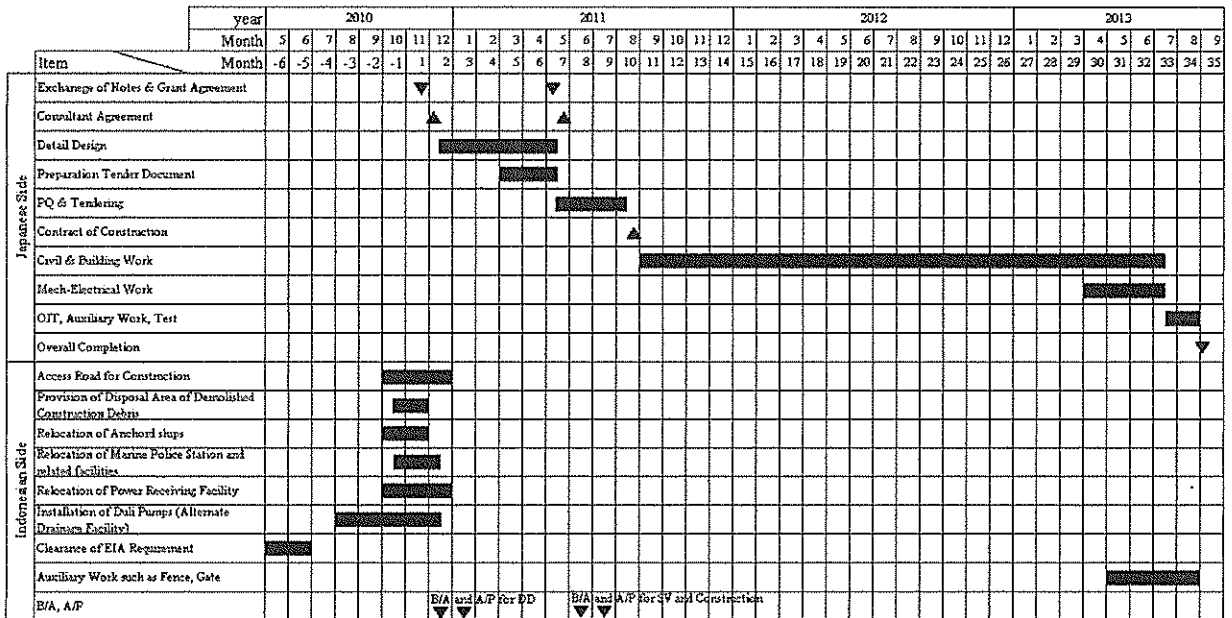 year 2010 2011 2012 2013
Month 5 6 7 8 9 10 11 12 1 2 3 4 5 6 7 8 9 10 11 12 1 2 3 4 5 6 7 8 9 10 11 12 1 2 3 4 5 6 7 8 9
Item Month -6 -5 -4 -3 -2 -1 1 2 3 4 5 6 7 8 9 10 11 12 13 14 15 16 17 18 19 20 21 22 23 24 25 26 27 28 29 30 31 32 33 34 35
Japanese Side
Exchanege of Notes & Grant Agreement
Consultant Agreement
Detail Design
Preparation Tender Document
PQ & Tendering
Contract of Construction
Civil & Building Work
Mech-Electrical Work
OJT, Auxiliary Work, Test
Overall Completion
Indonesian Side
Access Road for Construction
Provision of Disposal Area of Demolished
Construction Debris
Relocation of Anchord ships
Relocation of Marine Police Station and
related facilities
Relocation of Power Receiving Facility
Installation of Duli Pumps (Alternate
Drainage Facility)
Clearance of EIA Requirement
Auxiliary Work such as Fence, Gate
B/A, A/P
B/A and A/P for DD
B/A and A/P for SV and Construction